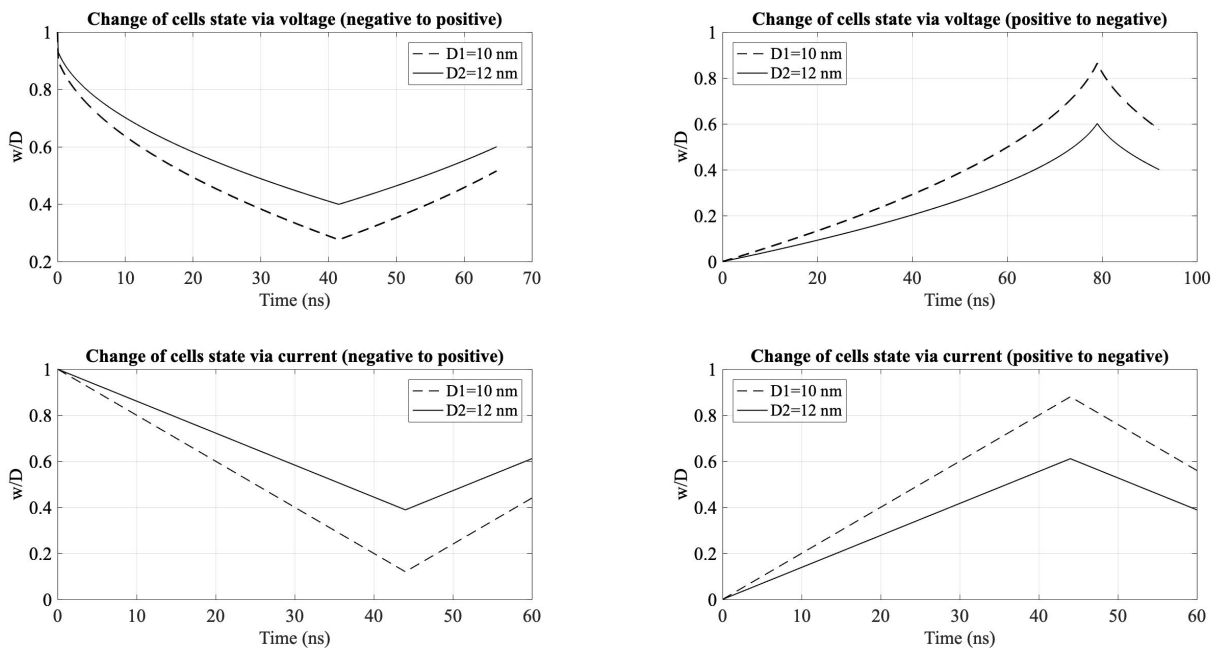 Change of cells state via voltage (negative to positive)
1
0.8
0.6
0.4
0.2
w/D
D1=10 nm
D2=12 nm
0 10 20 30 40 50 60 70
Time (ns)
Change of cells state via voltage (positive to negative)
1
0.8
0.6
0.4
0.2
0
w/D
D1=10 nm
D2=12 nm
0 20 40 60 80 100
Time (ns)
Change of cells state via current (negative to positive)
1
0.8
0.6
0.4
0.2
0
w/D
D1=10 nm
D2=12 nm
0 10 20 30 40 50 60
Time (ns)
Change of cells state via current (positive to negative)
1
0.8
0.6
0.4
0.2
0
w/D
D1=10 nm
D2=12 nm
0 10 20 30 40 50 60
Time (ns)